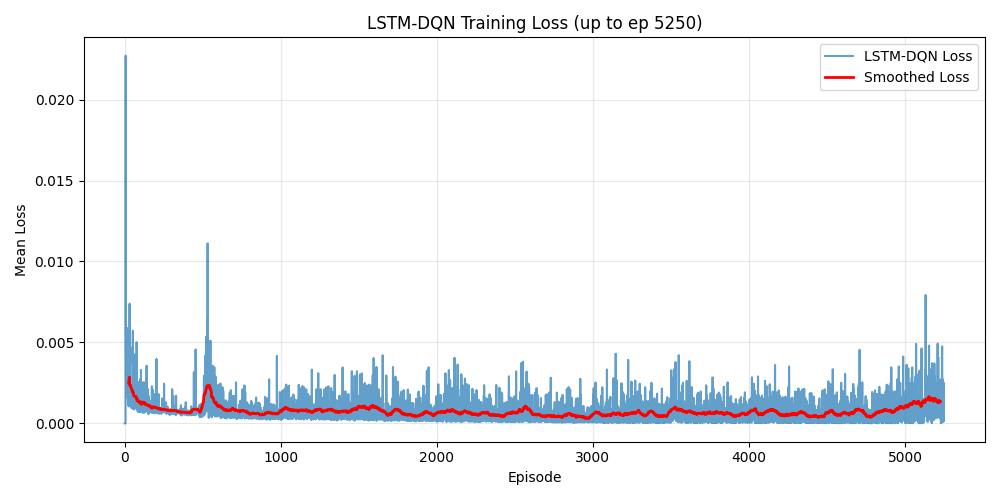 LSTM-DQN Training Loss (up to ep 5250)
LSTM-DQN Loss
Smoothed Loss
Mean Loss
0.020
0.015
0.010
0.005
0.000
0
1000
2000
3000
4000
5000
Episode